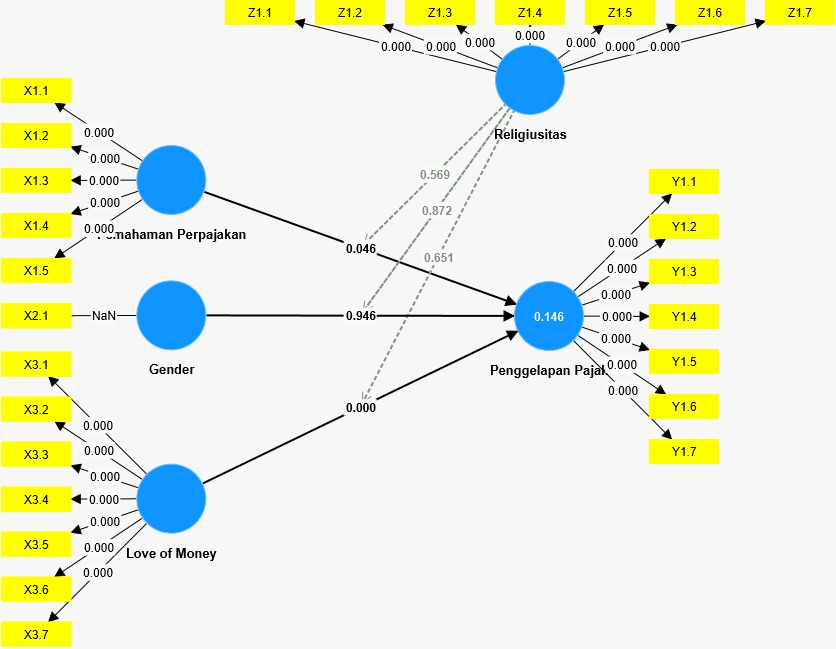 Z1.1 Z1.2 Z1.3 Z1.4 Z1.5 Z1.6 Z1.7
0.000 0.000 0.000 0.000 0.000 0.000 0.000
Religiusitas
X1.1
X1.2
X1.3
X1.4
X1.5
0.000
0.000
0.000
0.000
0.000
Pemahaman Perpajakan
X2.1
NaN
Gender
X3.1
X3.2
X3.3
X3.4
X3.5
X3.6
X3.7
0.000
0.000
0.000
0.000
0.000
0.000
0.000
Love of Money
0.569
0.872
0.651
0.046
0.946
0.000
0.146
Penggelapan Pajak
0.000
0.000
0.000
0.000
0.000
0.000
0.000
Y1.1
Y1.2
Y1.3
Y1.4
Y1.5
Y1.6
Y1.7